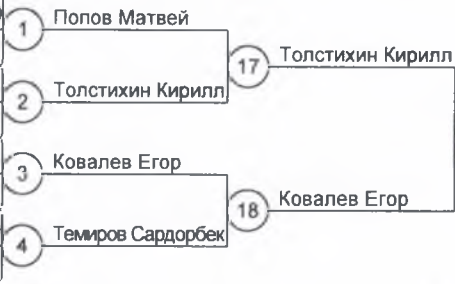 1 Попов Матвей
17 Толстихин Кирилл
2 Толстихин Кирилл
3 Ковалев Егор
18 Ковалев Егор
4 Темиров Сардорбек